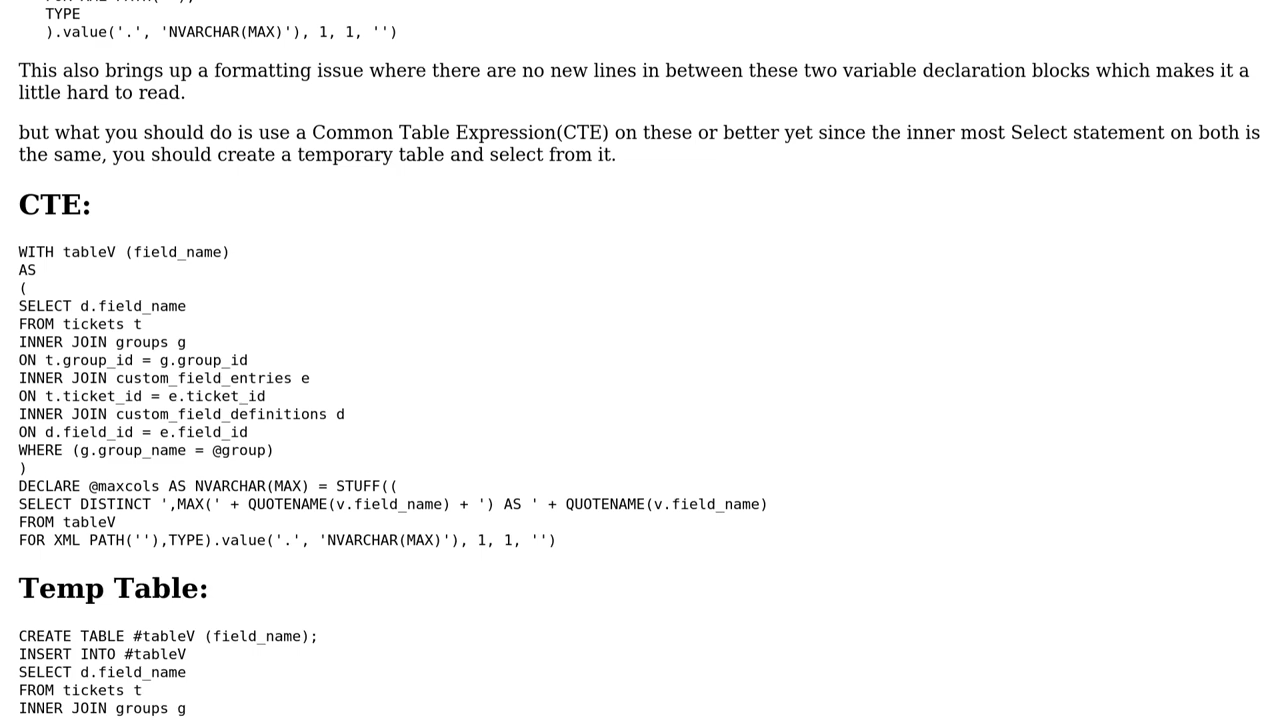 TYPE
).value('.', 'NVARCHAR(MAX)'), 1, 1, '')
This also brings up a formatting issue where there are no new lines in between these two variable declaration blocks which makes it a
little hard to read.
but what you should do is use a Common Table Expression(CTE) on these or better yet since the inner most Select statement on both is
the same, you should create a temporary table and select from it.
CTE:
WITH tableV (field_name)
AS
(
SELECT d.field_name
FROM tickets t
INNER JOIN groups g
ON t.group_id = g.group_id
INNER JOIN custom_field_entries e
ON t.ticket_id = e.ticket_id
INNER JOIN custom_field_definitions d
ON d.field_id = e.field_id
WHERE (g.group_name = @group)
)
DECLARE @maxcols AS NVARCHAR(MAX) = STUFF((
SELECT DISTINCT ',MAX(' + QUOTENAME(v.field_name) + ') AS ' + QUOTENAME(v.field_name)
FROM tableV
FOR XML PATH(''),TYPE).value('.', 'NVARCHAR(MAX)'), 1, 1, '')
Temp Table:
CREATE TABLE #tableV (field_name);
INSERT INTO #tableV
SELECT d.field_name
FROM tickets t
INNER JOIN groups g